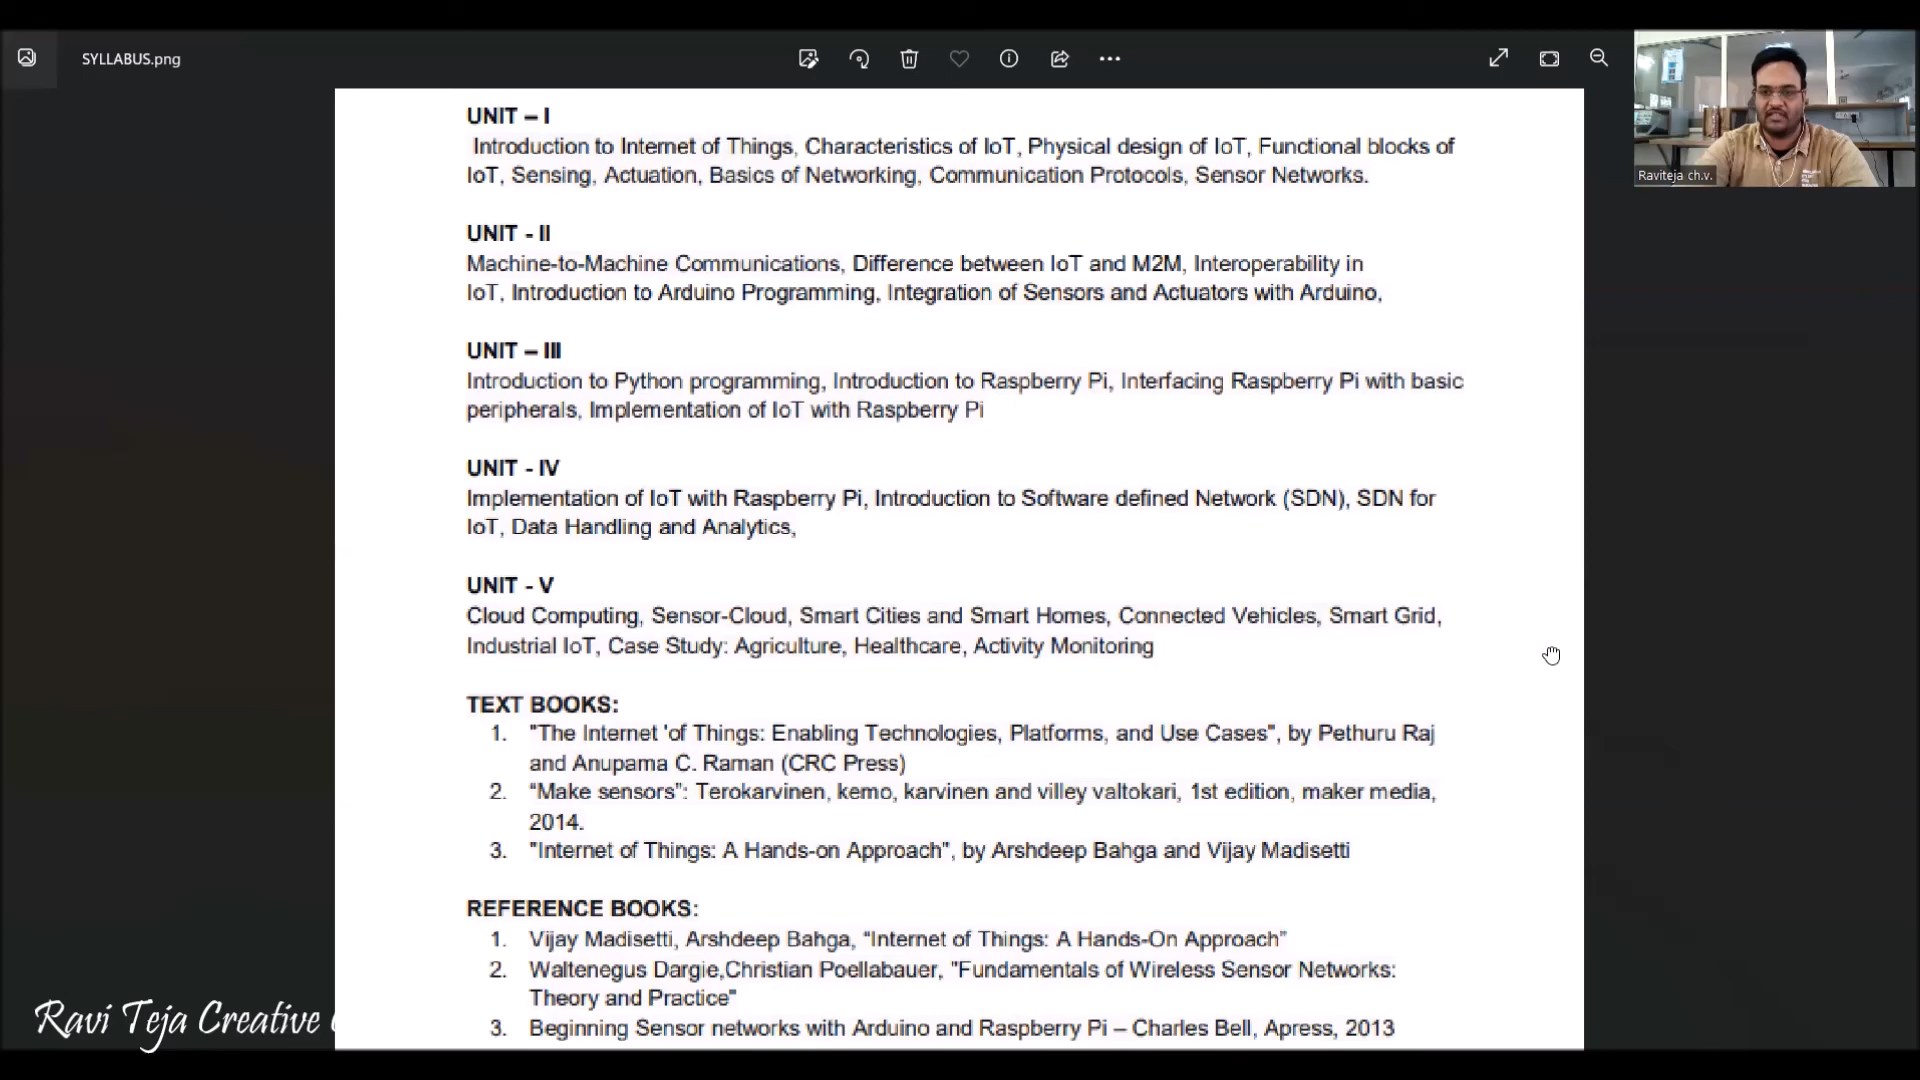 SYLLABUS.png
Raviteja ch.v.
UNIT – I
Introduction to Internet of Things, Characteristics of IoT, Physical design of IoT, Functional blocks of
IoT, Sensing, Actuation, Basics of Networking, Communication Protocols, Sensor Networks.
UNIT - II
Machine-to-Machine Communications, Difference between IoT and M2M, Interoperability in
IoT, Introduction to Arduino Programming, Integration of Sensors and Actuators with Arduino,
UNIT – III
Introduction to Python programming, Introduction to Raspberry Pi, Interfacing Raspberry Pi with basic
peripherals, Implementation of IoT with Raspberry Pi
UNIT - IV
Implementation of IoT with Raspberry Pi, Introduction to Software defined Network (SDN), SDN for
IoT, Data Handling and Analytics,
UNIT - V
Cloud Computing, Sensor-Cloud, Smart Cities and Smart Homes, Connected Vehicles, Smart Grid,
Industrial IoT, Case Study: Agriculture, Healthcare, Activity Monitoring
TEXT BOOKS:
1. "The Internet 'of Things: Enabling Technologies, Platforms, and Use Cases", by Pethuru Raj
and Anupama C. Raman (CRC Press)
2. “Make sensors”: Terokarvinen, kemo, karvinen and villey valtokari, 1st edition, maker media,
2014.
3. "Internet of Things: A Hands-on Approach", by Arshdeep Bahga and Vijay Madisetti
REFERENCE BOOKS:
1. Vijay Madisetti, Arshdeep Bahga, “Internet of Things: A Hands-On Approach”
2. Waltenegus Dargie,Christian Poellabauer, "Fundamentals of Wireless Sensor Networks:
Theory and Practice"
3. Beginning Sensor networks with Arduino and Raspberry Pi – Charles Bell, Apress, 2013
Ravi Teja Creative